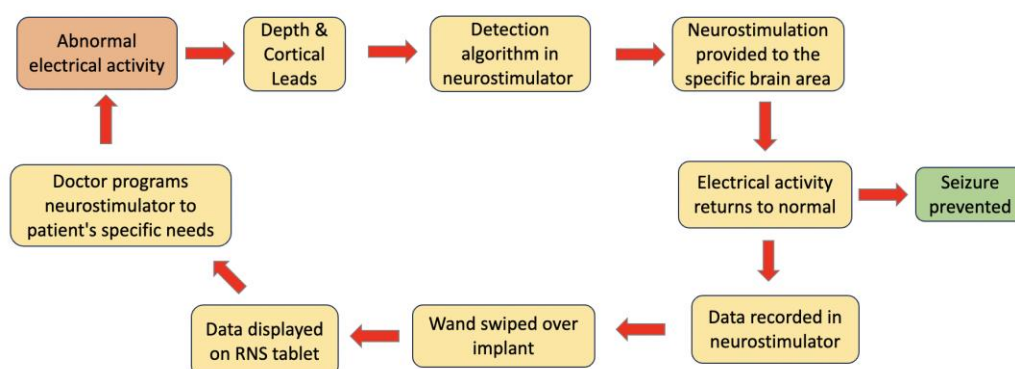 Abnormal
electrical activity
Depth &
Cortical
Leads
Detection
algorithm in
neurostimulator
Neurostimulation
provided to the
specific brain area
Electrical activity
returns to normal
Seizure
prevented
Data recorded in
neurostimulator
Wand swiped over
implant
Data displayed
on RNS tablet
Doctor programs
neurostimulator to
patient's specific needs